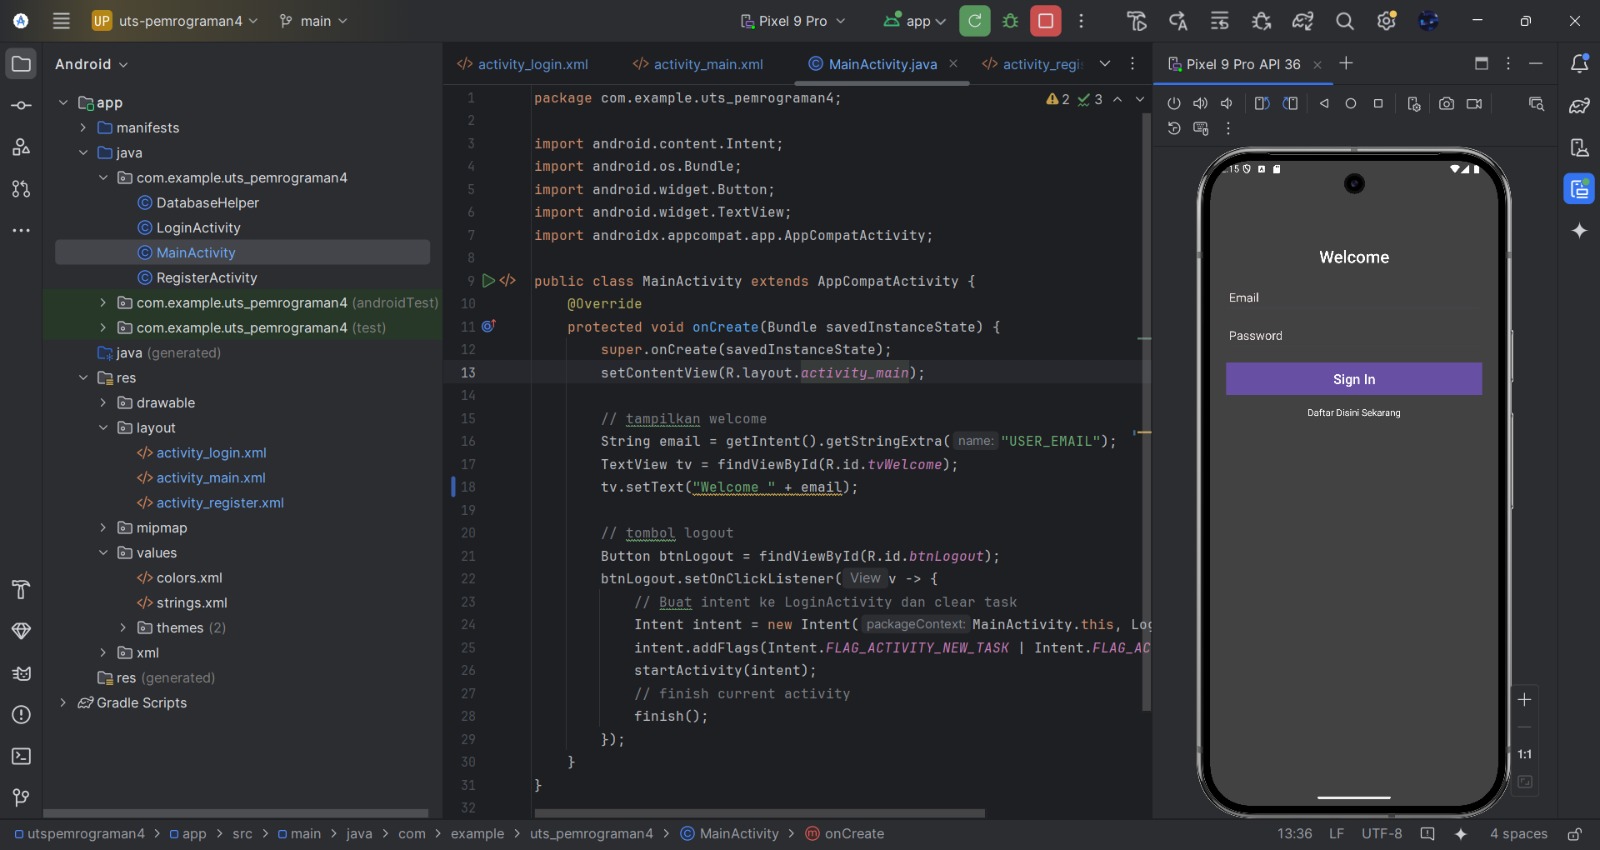 UP uts-pemrograman4 main Pixel 9 Pro app
Android
app
manifests
java
com.example.uts_pemrograman4
DatabaseHelper
LoginActivity
MainActivity
RegisterActivity
com.example.uts_pemrograman4 (androidTest)
com.example.uts_pemrograman4 (test)
java (generated)
res
drawable
layout
activity_login.xml
activity_main.xml
activity_register.xml
mipmap
values
colors.xml
strings.xml
themes (2)
xml
res (generated)
Gradle Scripts
activity_login.xml activity_main.xml MainActivity.java activity_regi
2 3
1 package com.example.uts_pemrograman4;
2
3 import android.content.Intent;
4 import android.os.Bundle;
5 import android.widget.Button;
6 import android.widget.TextView;
7 import androidx.appcompat.app.AppCompatActivity;
8
9 public class MainActivity extends AppCompatActivity {
10 @Override
11 protected void onCreate(Bundle savedInstanceState) {
12 super.onCreate(savedInstanceState);
13 setContentView(R.layout.activity_main);
14
15 // tampilkan welcome
16 String email = getIntent().getStringExtra( name: "USER_EMAIL");
17 TextView tv = findViewById(R.id.tvWelcome);
18 tv.setText("Welcome " + email);
19
20 // tombol logout
21 Button btnLogout = findViewById(R.id.btnLogout);
22 btnLogout.setOnClickListener( View v -> {
23 // Buat intent ke LoginActivity dan clear task
24 Intent intent = new Intent( packageContext: MainActivity.this, Log
25 intent.addFlags(Intent.FLAG_ACTIVITY_NEW_TASK | Intent.FLAG_AC
26 startActivity(intent);
27 // finish current activity
28 finish();
29 });
30 }
31 }
32
Pixel 9 Pro API 36
:15
Welcome
Email
Password
Sign In
Daftar Disini Sekarang
1:1
utspemrograman4 > app > src > main > java > com > example > uts_pemrograman4 > MainActivity > onCreate
13:36 LF UTF-8 4 spaces